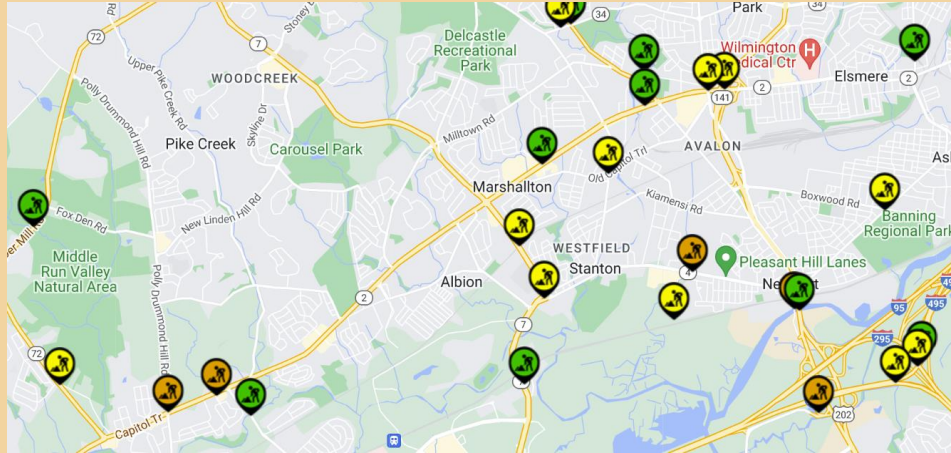 Park
34
34
72
7
Stoney
Rd
Delcastle
Recreational
Park
Wilmington
dical Ctr
H
Elsmere
2
2
141
WOODCREEK
Upper Pike Creek Rd
Polly Drummond Hill Rd
Skyline Dr
Milltown Rd
Pike Creek
Carousel Park
Old Capitol Trl
AVALON
Marshallton
Kiamensi Rd
Boxwood Rd
Banning
Regional Park
Fox Den Rd
New Linden Hill Rd
Middle
Run Valley
Natural Area
Polly Drummond Hill Rd
WESTFIELD
Stanton
Albion
4
Pleasant Hill Lanes
2
7
95
495
295
72
202
Capitol Tr